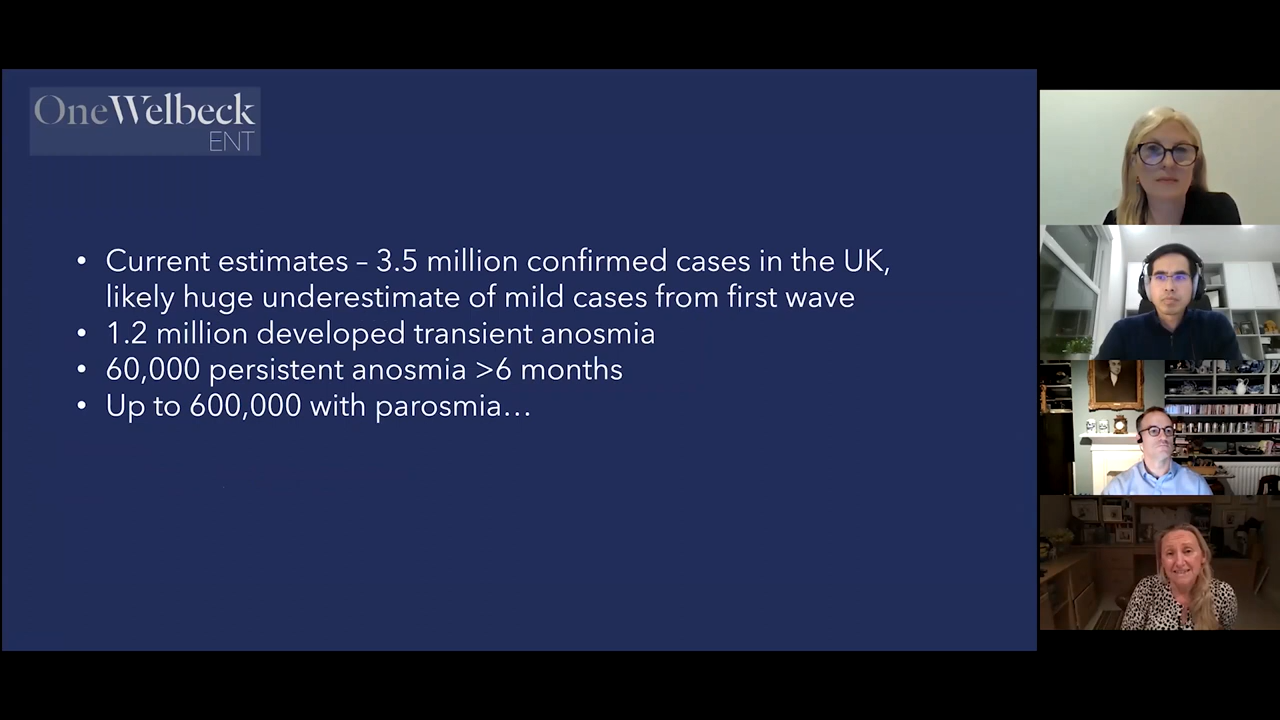 OneWelbeck
ENT
• Current estimates – 3.5 million confirmed cases in the UK,
likely huge underestimate of mild cases from first wave
• 1.2 million developed transient anosmia
• 60,000 persistent anosmia >6 months
• Up to 600,000 with parosmia…